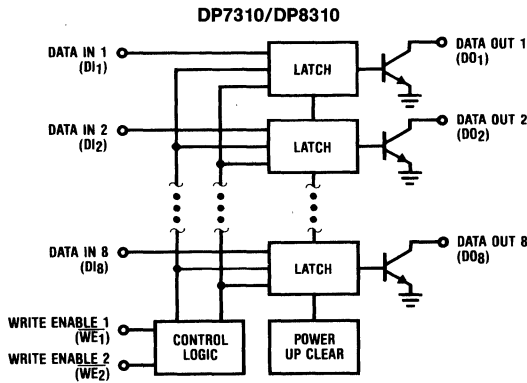 DP7310/DP8310
DATA IN 1
(DI1)
LATCH
DATA OUT 1
(DO1)
DATA IN 2
(DI2)
LATCH
DATA OUT 2
(DO2)
DATA IN 8
(DI8)
LATCH
DATA OUT 8
(DO8)
WRITE ENABLE 1
(W̅E̅1)
WRITE ENABLE 2
(W̅E̅2)
CONTROL
LOGIC
POWER
UP CLEAR